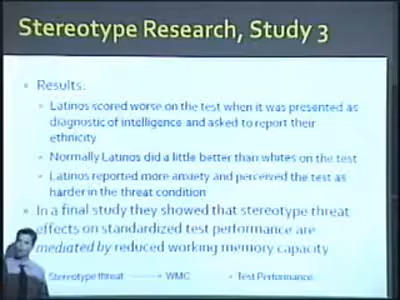 Stereotype Research, Study 3
Results:
Latinos scored worse on the test when it was presented as
diagnostic of intelligence and asked to report their
ethnicity
Normally Latinos did a little better than whites on the test
Latinos reported more anxiety and perceived the test as
harder in the threat condition
In a final study they showed that stereotype threat
effects on standardized test performance are
mediated by reduced working memory capacity
Stereotype threat WMC Test Performance